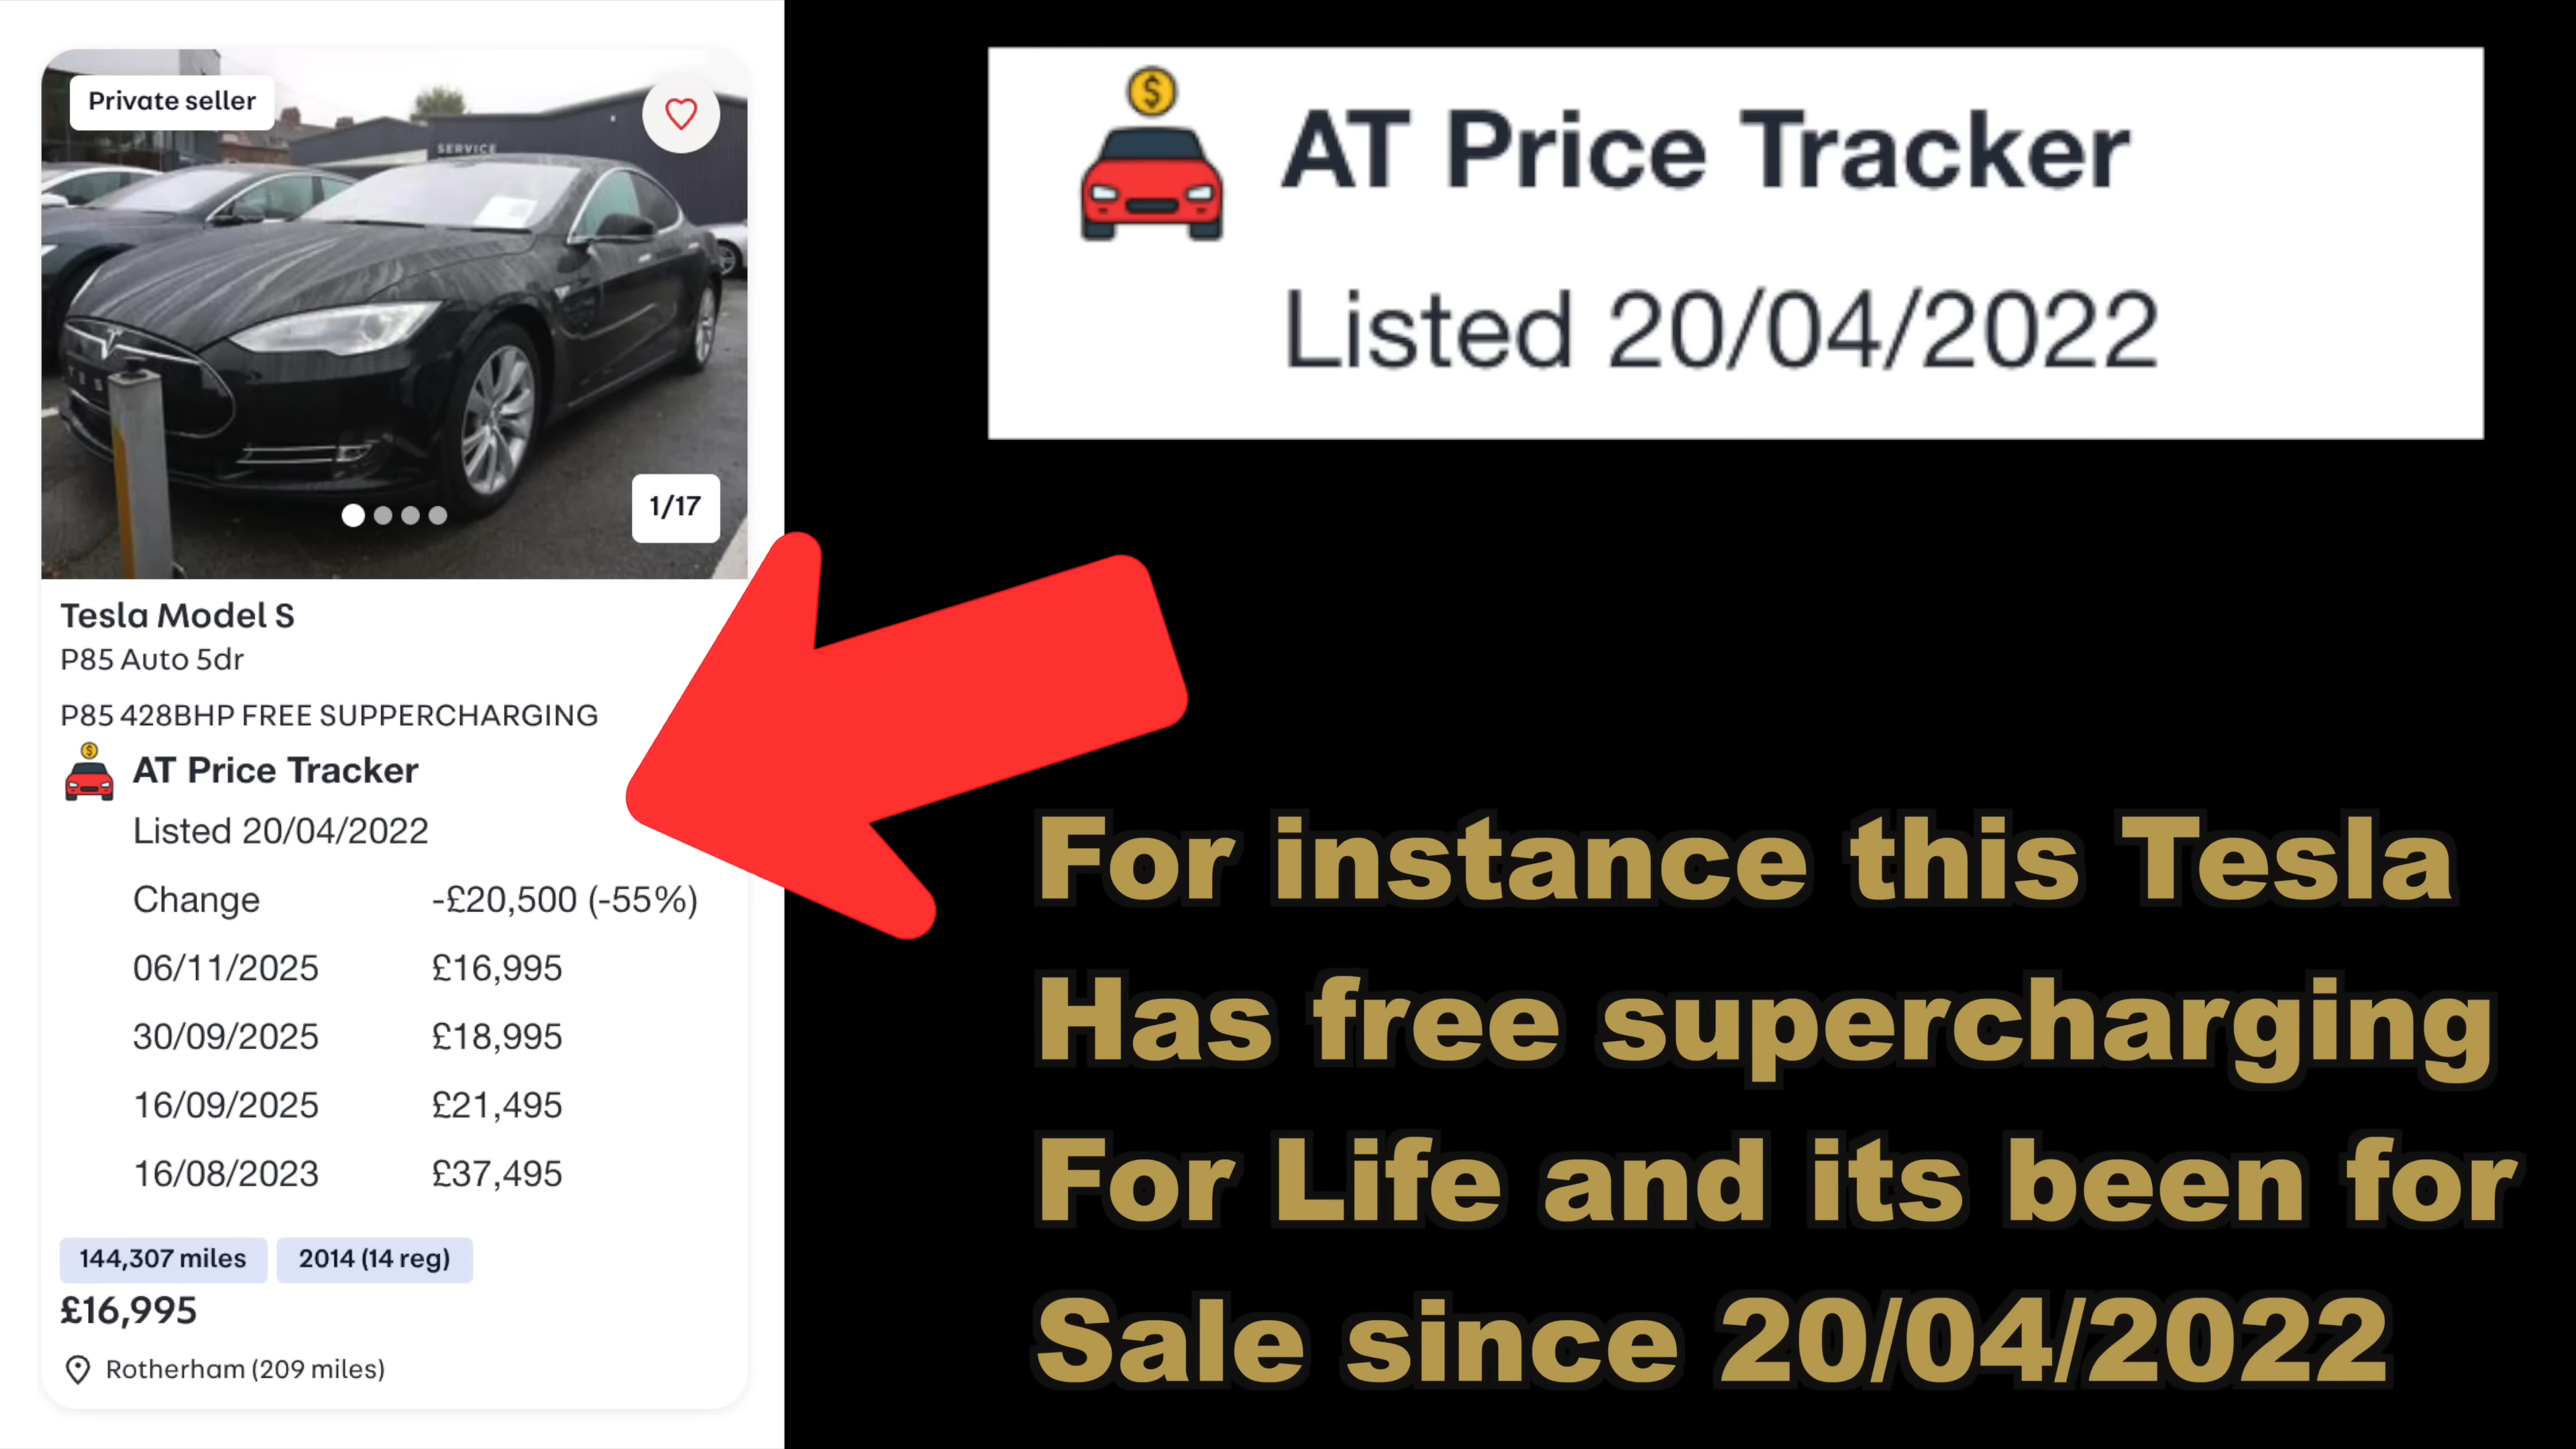 Private seller
SERVICE
T E S
1/17
Tesla Model S
P85 Auto 5dr
P85 428BHP FREE SUPPERCHARGING
$
AT Price Tracker
Listed 20/04/2022
Change -£20,500 (-55%)
06/11/2025 £16,995
30/09/2025 £18,995
16/09/2025 £21,495
16/08/2023 £37,495
144,307 miles 2014 (14 reg)
£16,995
Rotherham (209 miles)
$
AT Price Tracker
Listed 20/04/2022
For instance this Tesla
Has free supercharging
For Life and its been for
Sale since 20/04/2022